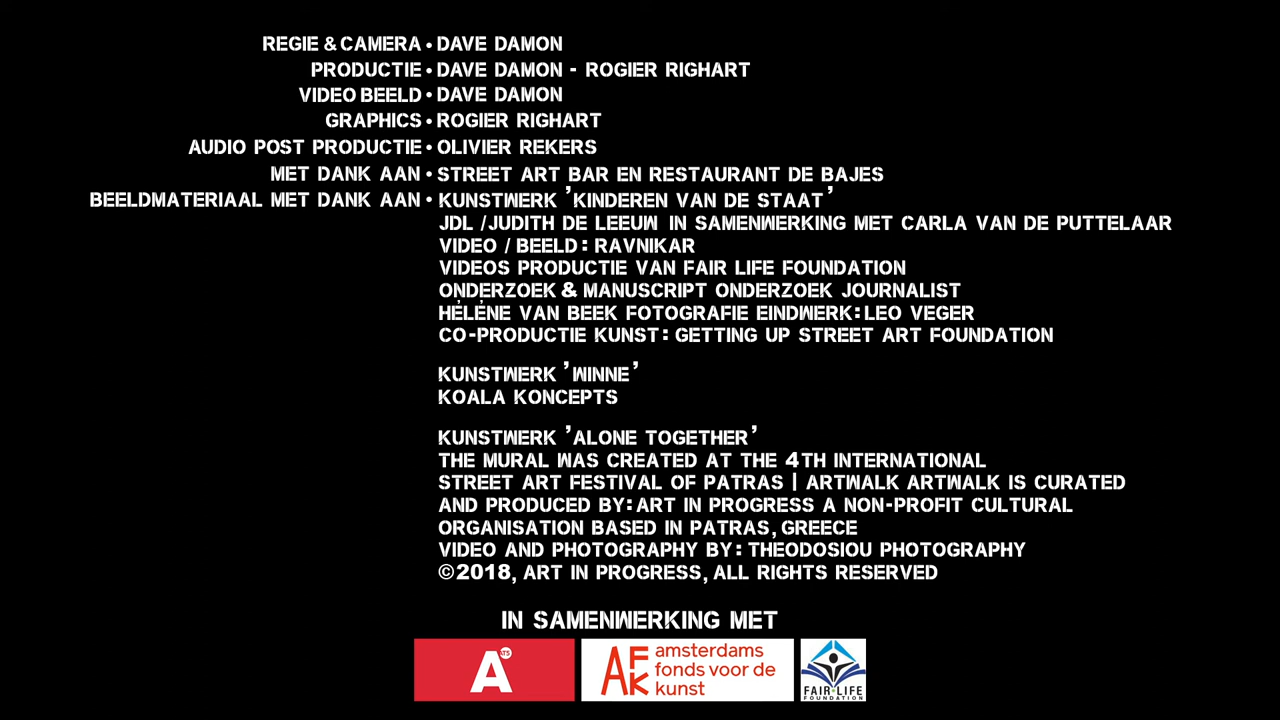 REGIE & CAMERA • DAVE DAMON
PRODUCTIE • DAVE DAMON - ROGIER RIGHART
VIDEO BEELD • DAVE DAMON
GRAPHICS • ROGIER RIGHART
AUDIO POST PRODUCTIE • OLIVIER REKERS
MET DANK AAN • STREET ART BAR EN RESTAURANT DE BAJES
BEELDMATERIAAL MET DANK AAN • KUNSTWERK 'KINDEREN VAN DE STAAT'
JDL /JUDITH DE LEEUW IN SAMENWERKING MET CARLA VAN DE PUTTELAAR
VIDEO / BEELD: RAVNIKAR
VIDEOS PRODUCTIE VAN FAIR LIFE FOUNDATION
ONDERZOEK & MANUSCRIPT ONDERZOEK JOURNALIST
HÉLÉNE VAN BEEK FOTOGRAFIE EINDWERK: LEO VEGER
CO-PRODUCTIE KUNST: GETTING UP STREET ART FOUNDATION
KUNSTWERK 'WINNE'
KOALA KONCEPTS
KUNSTWERK 'ALONE TOGETHER'
THE MURAL WAS CREATED AT THE 4TH INTERNATIONAL
STREET ART FESTIVAL OF PATRAS | ARTWALK ARTWALK IS CURATED
AND PRODUCED BY: ART IN PROGRESS A NON-PROFIT CULTURAL
ORGANISATION BASED IN PATRAS, GREECE
VIDEO AND PHOTOGRAPHY BY: THEODOSIOU PHOTOGRAPHY
©2018, ART IN PROGRESS, ALL RIGHTS RESERVED
IN SAMENWERKING MET
A TS
AFK amsterdams
fonds voor de
kunst
FAIR LIFE
FOUNDATION